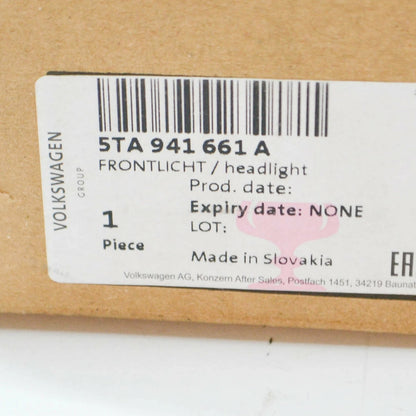 VOLKSWAGEN
GROUP
5TA 941 661 A
FRONTLICHT / headlight
Prod. date:
Expiry date: NONE
LOT:
1
Piece
Made in Slovakia
EA
Volkswagen AG, Konzern After Sales, Postfach 1451, 34219 Baunat